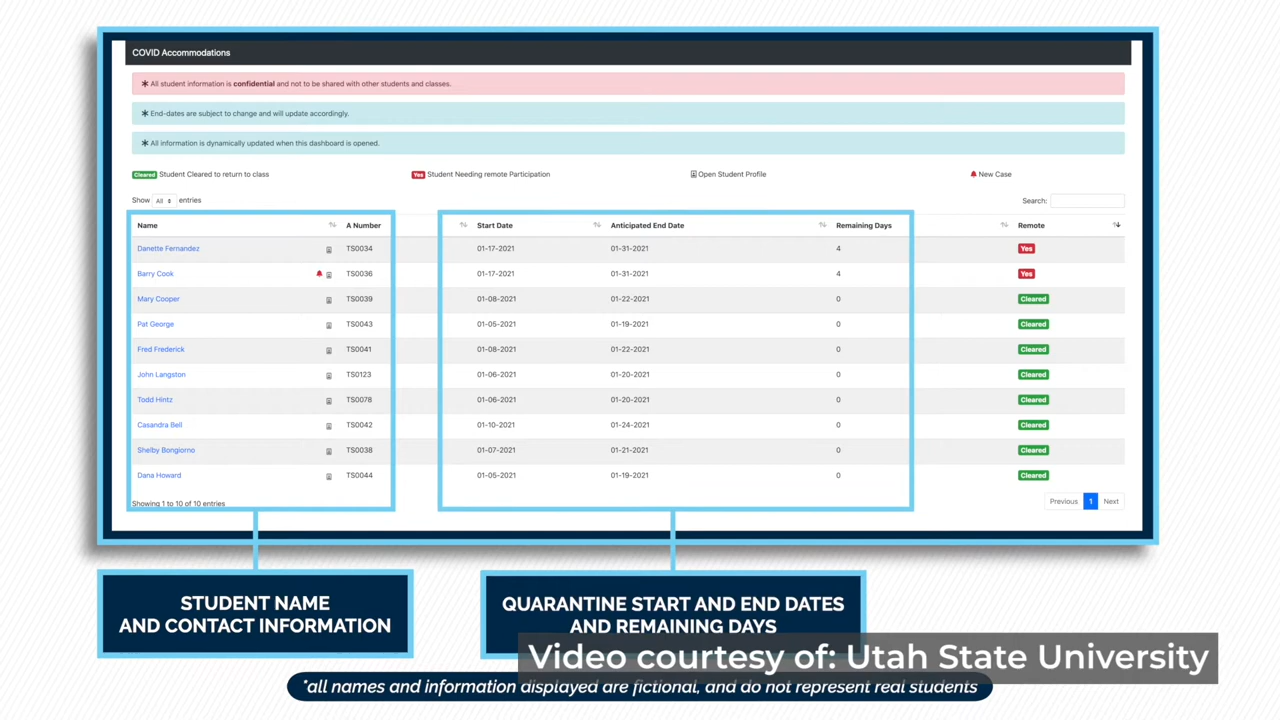 COVID Accommodations
* All student information is confidential and not to be shared with other students and classes.
* End-dates are subject to change and will update accordingly.
* All information is dynamically updated when this dashboard is opened.
Cleared Student Cleared to return to class Yes Student Needing remote Participation Open Student Profile New Case
Show All entries Search:
Name A Number Start Date Anticipated End Date Remaining Days Remote
Danette Fernandez TS0034 01-17-2021 01-31-2021 4 Yes
Barry Cook TS0036 01-17-2021 01-31-2021 4 Yes
Mary Cooper TS0039 01-08-2021 01-22-2021 0 Cleared
Pat George TS0043 01-05-2021 01-19-2021 0 Cleared
Fred Frederick TS0041 01-08-2021 01-22-2021 0 Cleared
John Langston TS0123 01-06-2021 01-20-2021 0 Cleared
Todd Hintz TS0078 01-06-2021 01-20-2021 0 Cleared
Casandra Bell TS0042 01-10-2021 01-24-2021 0 Cleared
Shelby Bongiorno TS0038 01-07-2021 01-21-2021 0 Cleared
Dana Howard TS0044 01-05-2021 01-19-2021 0 Cleared
Showing 1 to 10 of 10 entries Previous 1 Next
STUDENT NAME
AND CONTACT INFORMATION
QUARANTINE START AND END DATES
AND REMAINING DAYS
Video courtesy of: Utah State University
*all names and information displayed are fictional, and do not represent real students